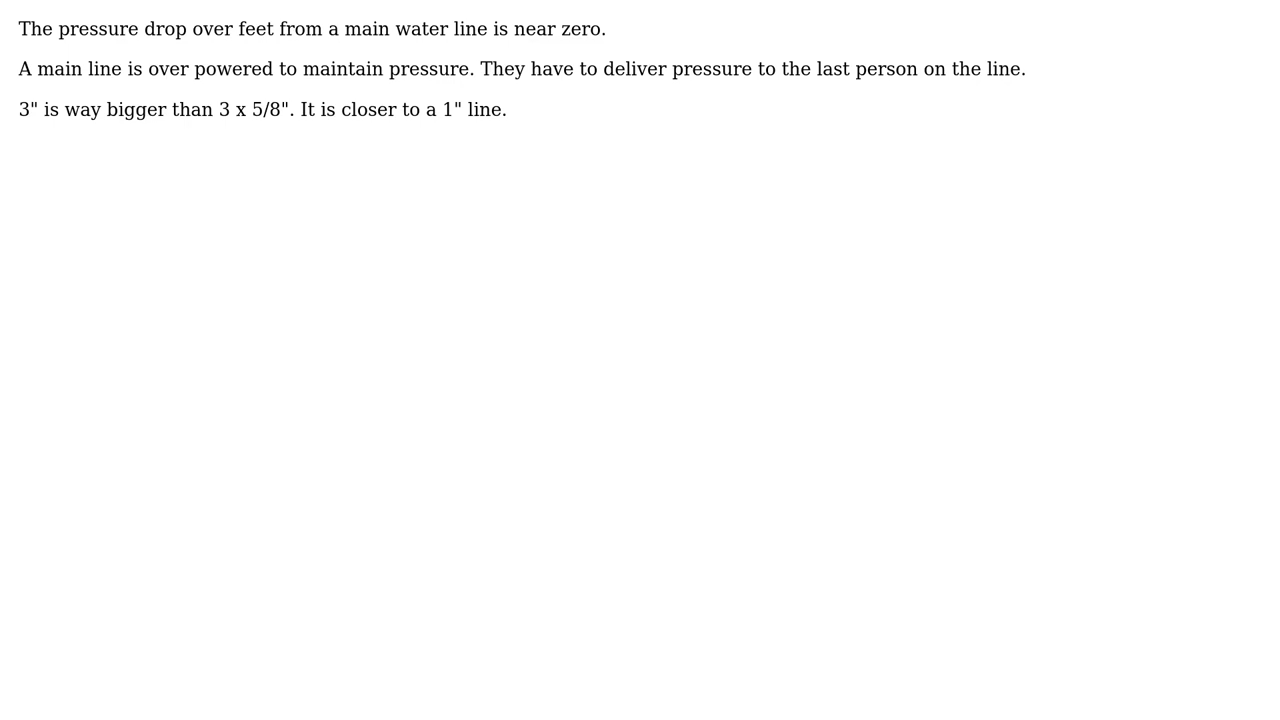 The pressure drop over feet from a main water line is near zero.
A main line is over powered to maintain pressure. They have to deliver pressure to the last person on the line.
3" is way bigger than 3 x 5/8". It is closer to a 1" line.